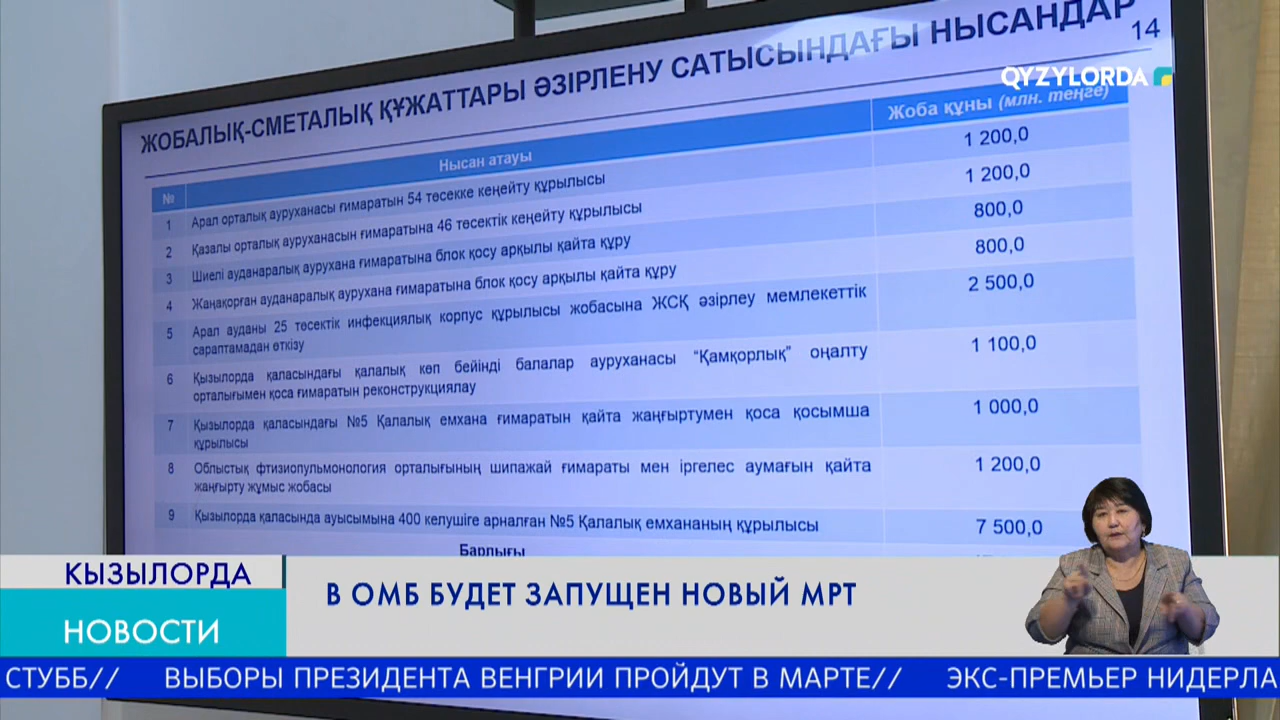 ЖОБАЛЫҚ-СМЕТАЛЫҚ ҚҰЖАТТАРЫ ӘЗІРЛЕНУ САТЫСЫНДАҒЫ НЫСАНДАР
14
QYZYLORDA
№ Нысан атауы Жоба құны (млн. теңге)
1 Арал орталық ауруханасы ғимаратын 54 төсекке кеңейту құрылысы 1 200,0
2 Қазалы орталық ауруханасын ғимаратына 46 төсектік кеңейту құрылысы 1 200,0
3 Шиелі ауданаралық аурухана ғимаратына блок қосу арқылы қайта құру 800,0
4 Жаңақорған ауданаралық аурухана ғимаратына блок қосу арқылы қайта құру 800,0
5 Арал ауданы 25 төсектік инфекциялық корпус құрылысы жобасына ЖСҚ әзірлеу мемлекеттік 2 500,0
сараптамадан өткізу
6 Қызылорда қаласындағы қалалық көп бейінді балалар ауруханасы “Қамқорлық” оңалту 1 100,0
орталығымен қоса ғимаратын реконструкциялау
7 Қызылорда қаласындағы №5 Қалалық емхана ғимаратын қайта жаңғыртумен қоса қосымша 1 000,0
құрылысы
8 Облыстық фтизиопульмонология орталығының шипажай ғимараты мен іргелес аумағын қайта 1 200,0
жаңғырту жұмыс жобасы
9 Қызылорда қаласында ауысымына 400 келушіге арналған №5 Қалалық емхананың құрылысы 7 500,0
Барлығы
КЫЗЫЛОРДА
НОВОСТИ
В ОМБ БУДЕТ ЗАПУЩЕН НОВЫЙ МРТ
СТУББ// ВЫБОРЫ ПРЕЗИДЕНТА ВЕНГРИИ ПРОЙДУТ В МАРТЕ// ЭКС-ПРЕМЬЕР НИДЕРЛА